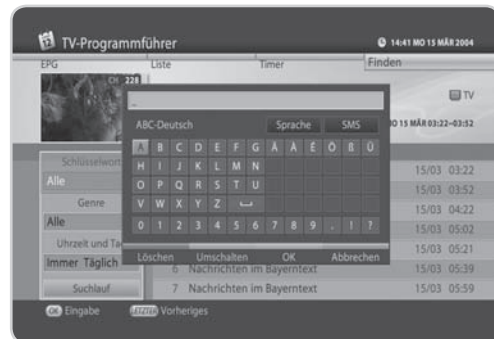 TV-Programmführer
14:41 MO 15 MÄR 2004
EPG Liste Timer Finden
CH 228
TV
MO 15 MÄR 03:22~03:52
ABC-Deutsch Sprache SMS
A B C D E F G Å À É Ö ß Ü
H I J K L M N
O P Q R S T U
V W X Y Z
0 1 2 3 4 5 6 7 8 9 . ! ?
Löschen Umschalten OK Abbrechen
Schlüsselwort
Alle
Genre
Alle
Uhrzeit und Ta
Immer Täglich
Suchlauf
15/03 03:22
15/03 03:52
15/03 04:22
15/03 05:02
15/03 05:21
6 Nachrichten im Bayerntext 15/03 05:39
7 Nachrichten im Bayerntext 15/03 05:59
OK Eingabe LETZTER Vorheriges